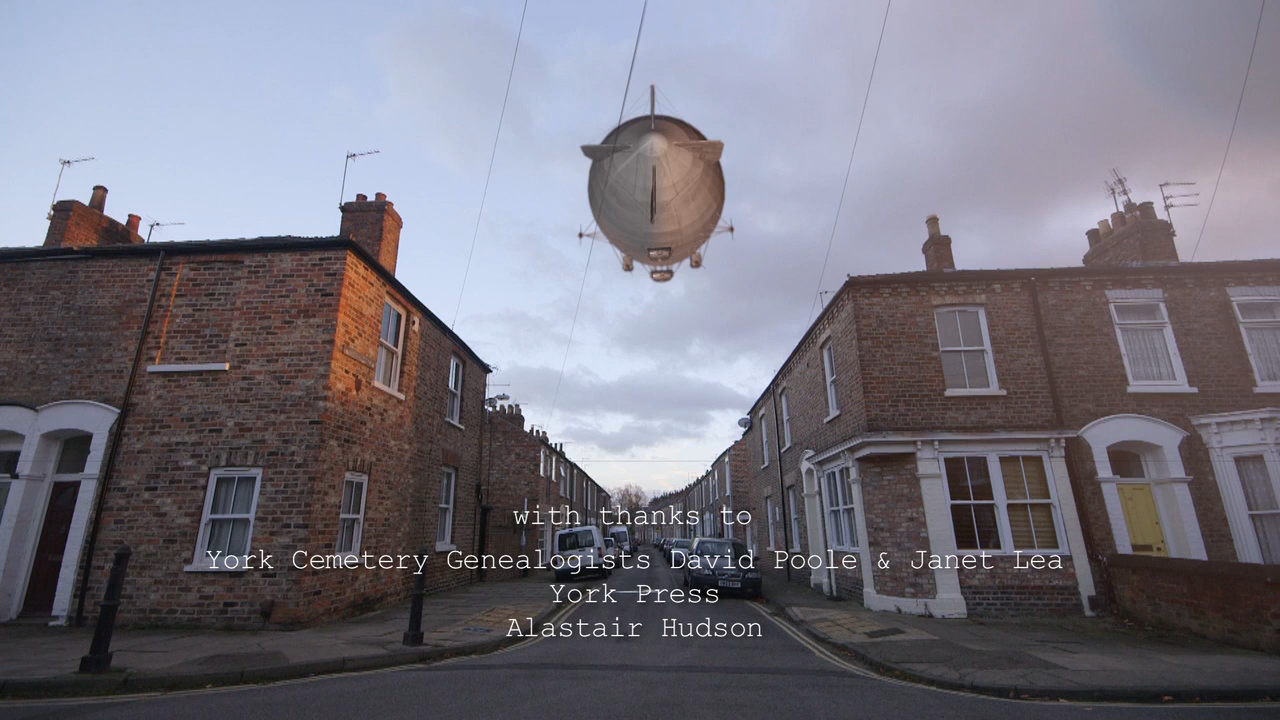 with thanks to
York Cemetery Genealogists David Poole & Janet Lea
York Press
Alastair Hudson